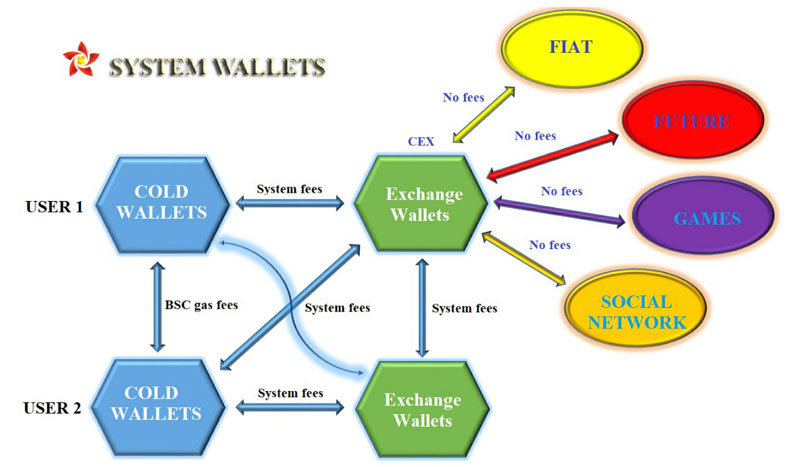 SYSTEM WALLETS
FIAT
No fees
CEX
No fees
FUTURE
COLD
WALLETS
System fees
Exchange
Wallets
No fees
USER 1
GAMES
No fees
BSC gas fees
System fees
System fees
SOCIAL
NETWORK
COLD
WALLETS
System fees
Exchange
Wallets
USER 2